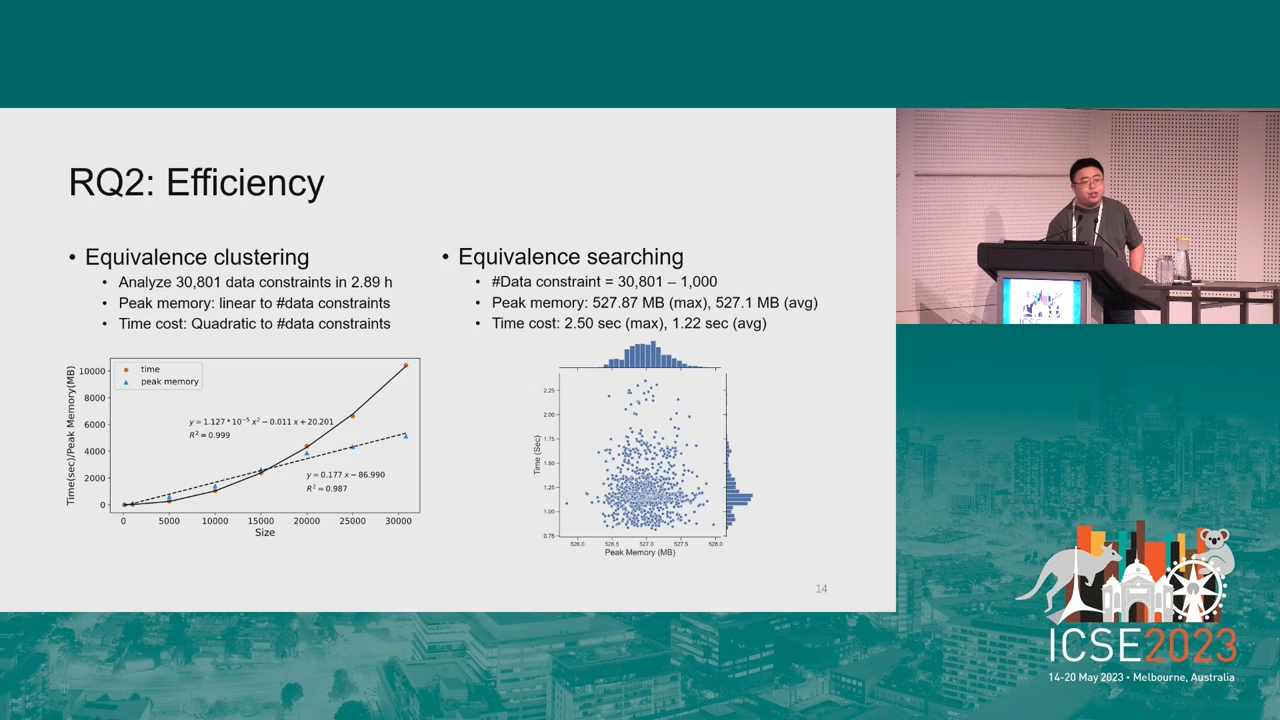 RQ2: Efficiency
• Equivalence clustering
• Analyze 30,801 data constraints in 2.89 h
• Peak memory: linear to #data constraints
• Time cost: Quadratic to #data constraints
• Equivalence searching
• #Data constraint = 30,801 – 1,000
• Peak memory: 527.87 MB (max), 527.1 MB (avg)
• Time cost: 2.50 sec (max), 1.22 sec (avg)
Time(sec)/Peak Memory(MB)
10000
8000
6000
4000
2000
0
time
peak memory
y = 1.127*10⁻⁵ x² − 0.011 x + 20.201
R² = 0.999
y = 0.177 x − 86.990
R² = 0.987
0 5000 10000 15000 20000 25000 30000
Size
Time (Sec)
2.25
2.00
1.75
1.50
1.25
1.00
0.75
526.0 526.5 527.0 527.5 528.0
Peak Memory (MB)
14
ICSE
ICSE2023
14-20 May 2023 • Melbourne, Australia